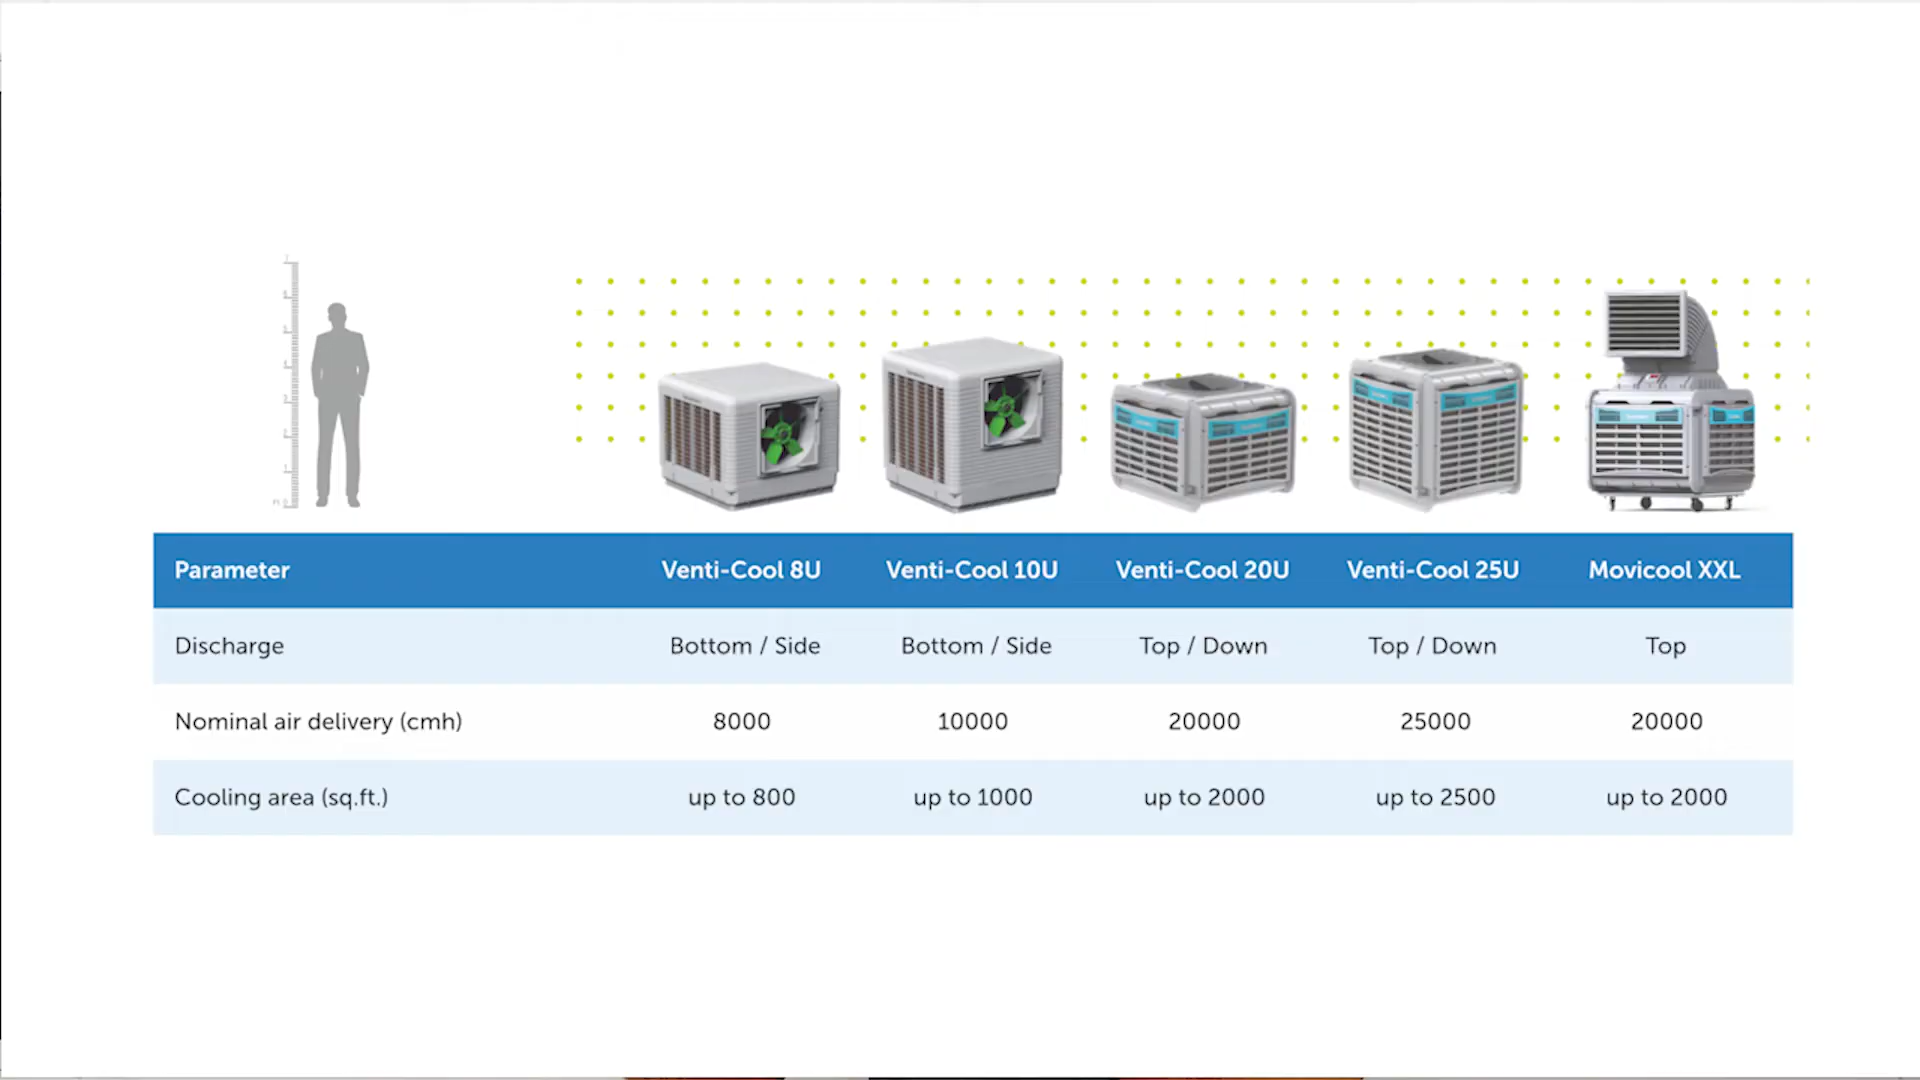 Parameter Venti-Cool 8U Venti-Cool 10U Venti-Cool 20U Venti-Cool 25U Movicool XXL
Discharge Bottom / Side Bottom / Side Top / Down Top / Down Top
Nominal air delivery (cmh) 8000 10000 20000 25000 20000
Cooling area (sq.ft.) up to 800 up to 1000 up to 2000 up to 2500 up to 2000